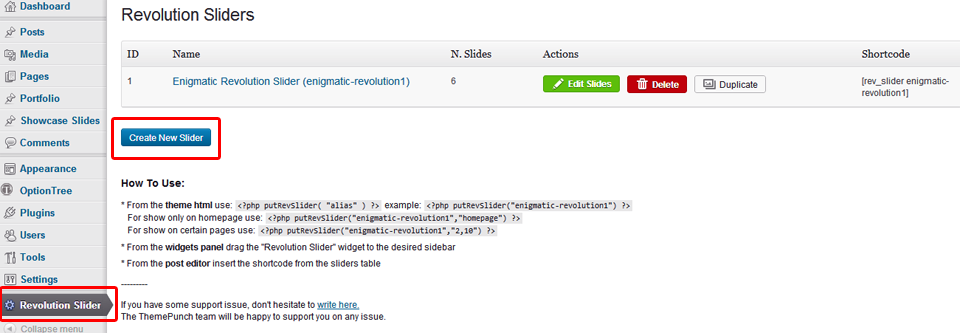 Dashboard
Posts
Media
Pages
Portfolio
Showcase Slides
Comments
Appearance
OptionTree
Plugins
Users
Tools
Settings
Revolution Slider
Collapse menu
Revolution Sliders
ID Name N. Slides Actions Shortcode
1 Enigmatic Revolution Slider (enigmatic-revolution1) 6 Edit Slides Delete Duplicate [rev_slider enigmatic-
revolution1]
Create New Slider
How To Use:
* From the theme html use: <?php putRevSlider( "alias" ) ?> example: <?php putRevSlider("enigmatic-revolution1") ?>
For show only on homepage use: <?php putRevSlider("enigmatic-revolution1","homepage") ?>
For show on certain pages use: <?php putRevSlider("enigmatic-revolution1","2,10") ?>
* From the widgets panel drag the "Revolution Slider" widget to the desired sidebar
* From the post editor insert the shortcode from the sliders table
---------
If you have some support issue, don't hesitate to write here.
The ThemePunch team will be happy to support you on any issue.